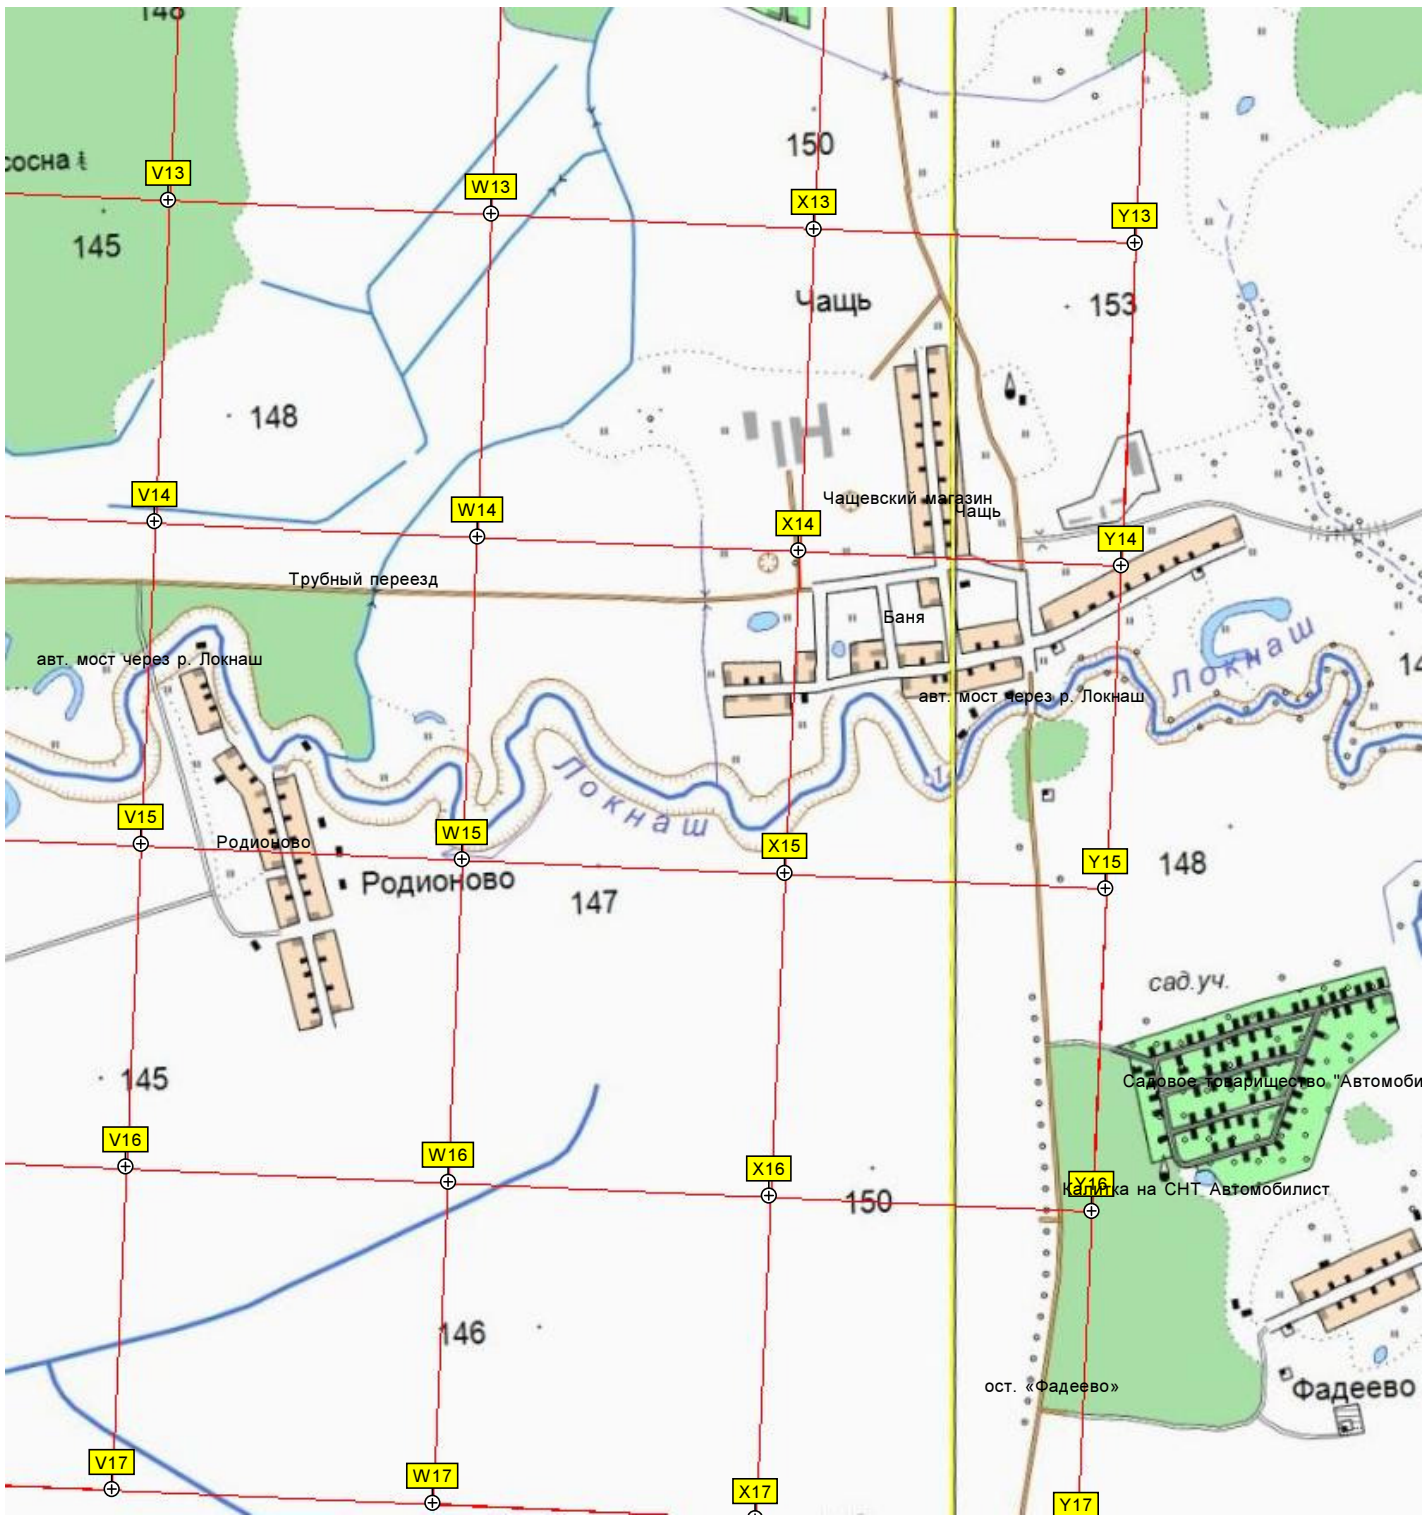 148
150
сосна
V13
W13
X13
Y13
145
Чащь
153
148
V14
W14
X14
Y14
Чащевский магазин
Чащь
Трубный переезд
Баня
авт. мост через р. Локнаш
авт. мост через р. Локнаш
Локнаш
14
Локнаш
V15
W15
X15
Y15
Родионово
Родионово
147
148
сад.уч.
145
Садовое товарищество "Автомоби
V16
W16
X16
Y16
150
Калитка на СНТ Автомобилист
146
ост. «Фадеево»
Фадеево
V17
W17
X17
Y17